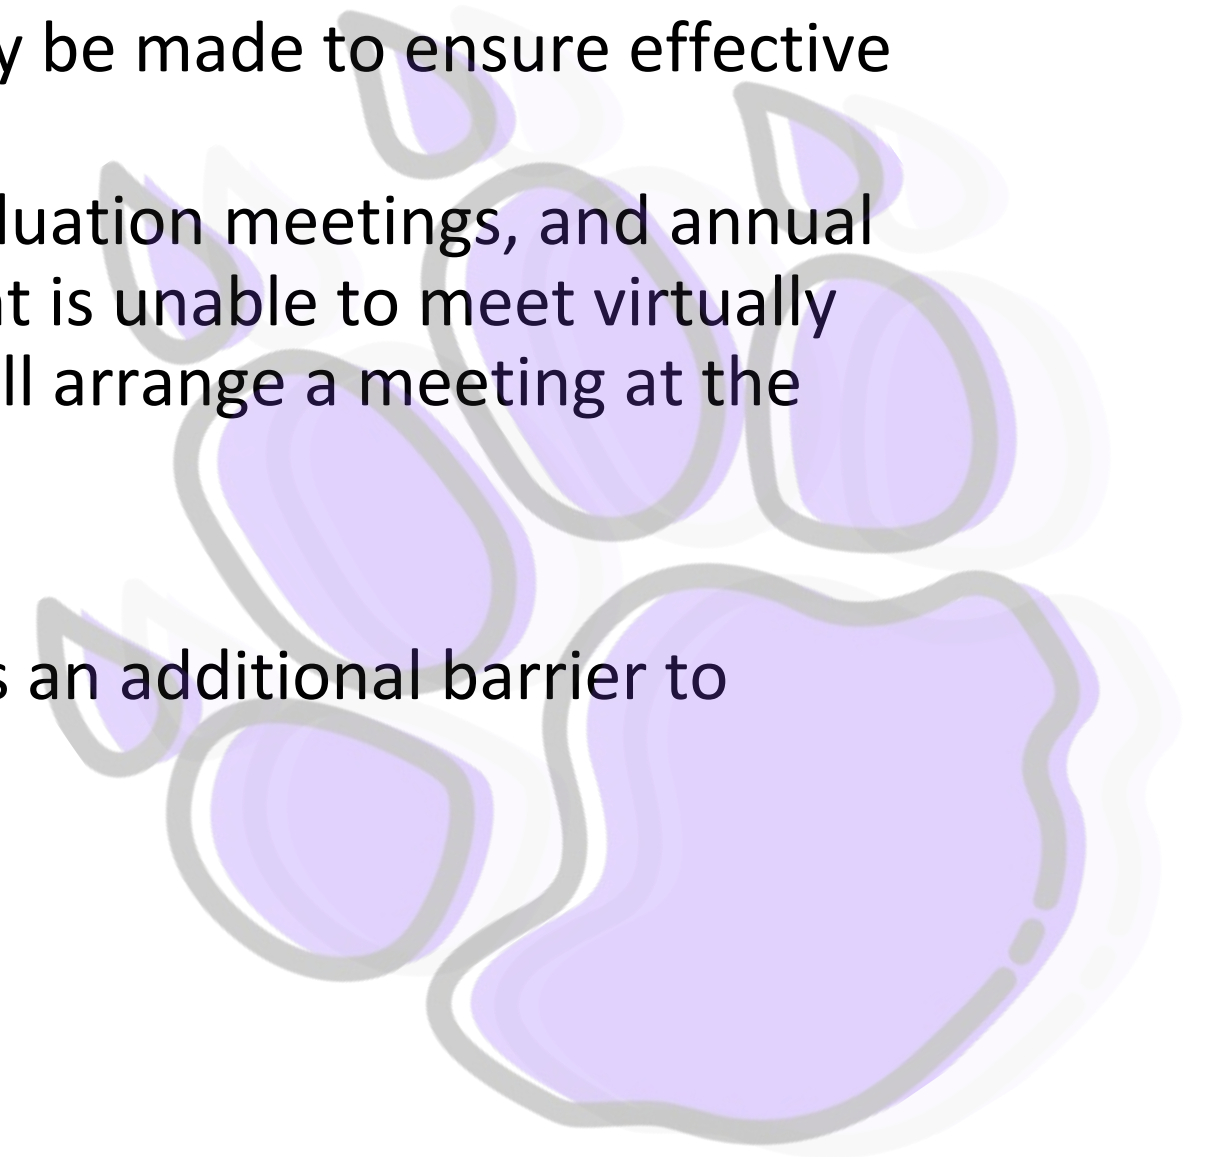 y be made to ensure effective
luation meetings, and annual
t is unable to meet virtually
ll arrange a meeting at the
s an additional barrier to